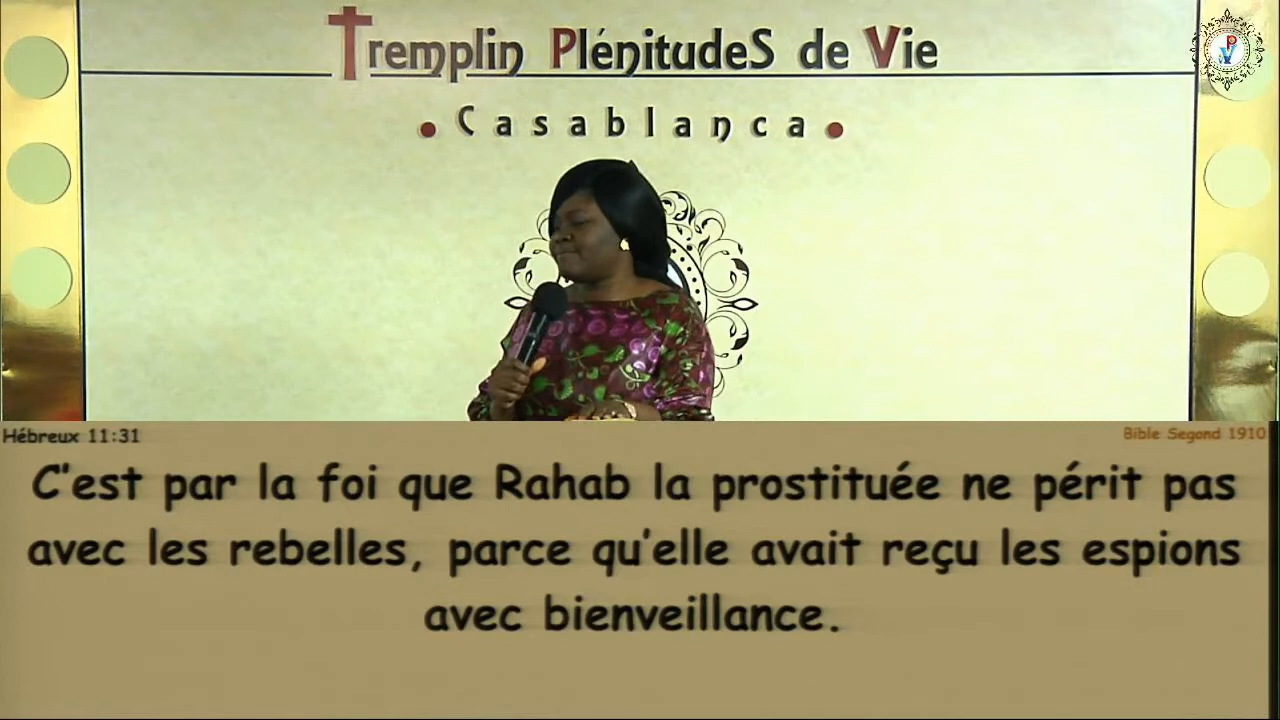 Tremplin PlénitudeS de Vie
• Casablanca •
PV
Hébreux 11:31
Bible Segond 1910
C'est par la foi que Rahab la prostituée ne périt pas
avec les rebelles, parce qu'elle avait reçu les espions
avec bienveillance.